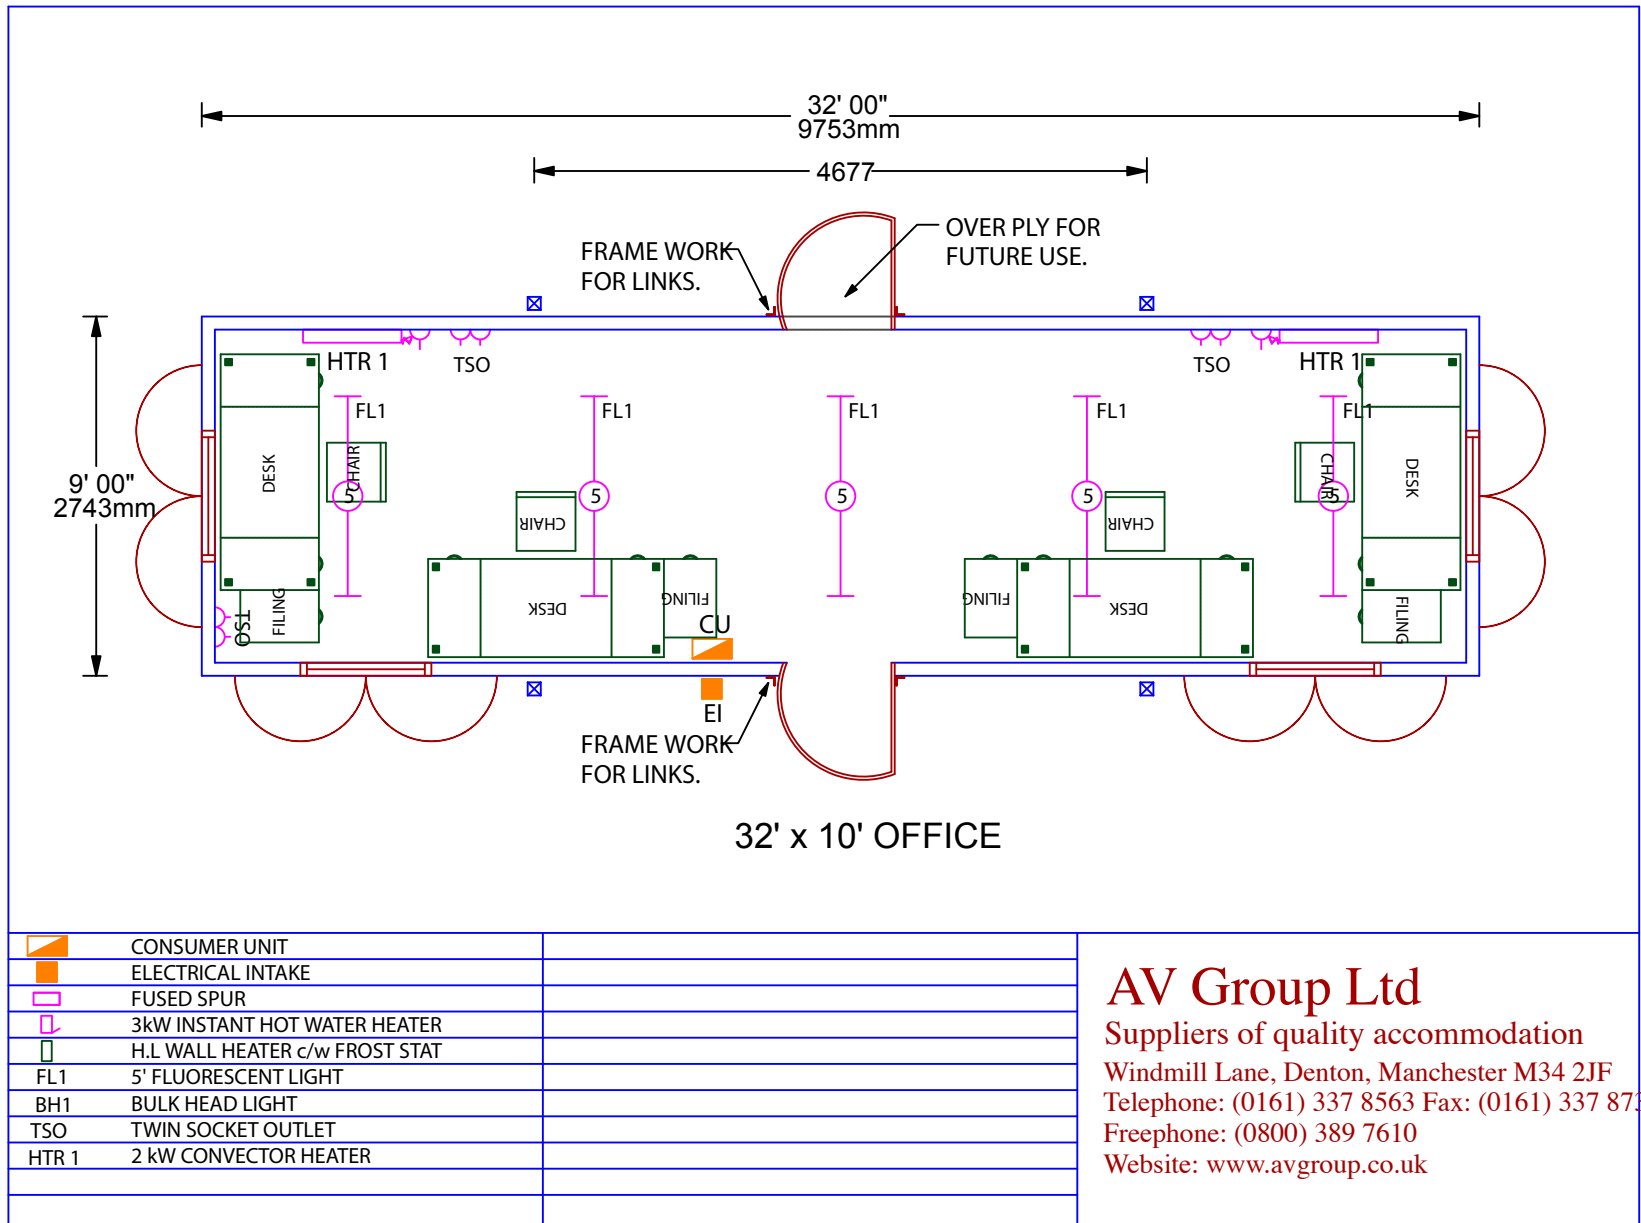 32' 00"
9753mm
4677
FRAME WORK
FOR LINKS.
OVER PLY FOR
FUTURE USE.
HTR 1
TSO
TSO
HTR 1
FL1
FL1
FL1
FL1
FL1
9' 00"
2743mm
DESK
CHAIR
5
CHAIR
5
5
5
CHAIR
CHAIR
5
DESK
FILING
TSO
DESK
FILING
CU
FILING
DESK
FILING
EI
FRAME WORK
FOR LINKS.
32' x 10' OFFICE
CONSUMER UNIT
ELECTRICAL INTAKE
FUSED SPUR
3kW INSTANT HOT WATER HEATER
H.L WALL HEATER c/w FROST STAT
FL1 5' FLUORESCENT LIGHT
BH1 BULK HEAD LIGHT
TSO TWIN SOCKET OUTLET
HTR 1 2 kW CONVECTOR HEATER
AV Group Ltd
Suppliers of quality accommodation
Windmill Lane, Denton, Manchester M34 2JF
Telephone: (0161) 337 8563 Fax: (0161) 337 873
Freephone: (0800) 389 7610
Website: www.avgroup.co.uk